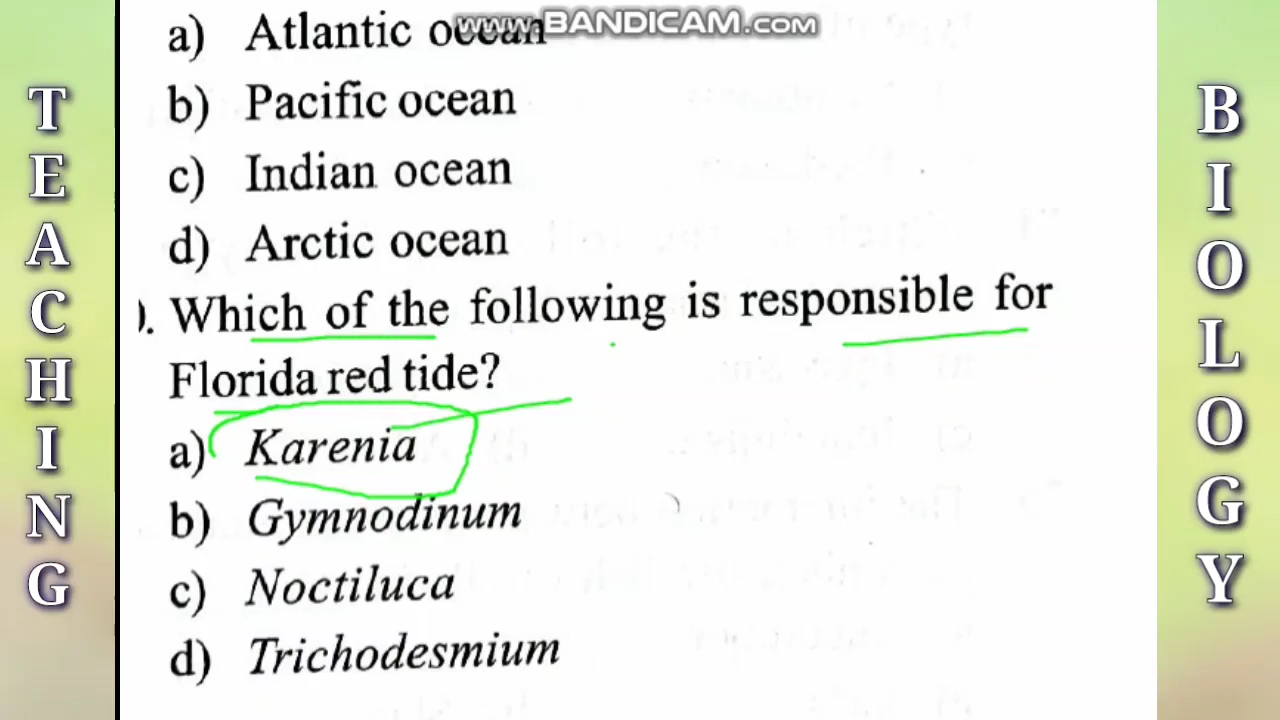 www.BANDICAM.com
a) Atlantic ocean
b) Pacific ocean
c) Indian ocean
d) Arctic ocean
). Which of the following is responsible for
Florida red tide?
a) Karenia
b) Gymnodinum
c) Noctiluca
d) Trichodesmium
TEACHING
BIOLOGY